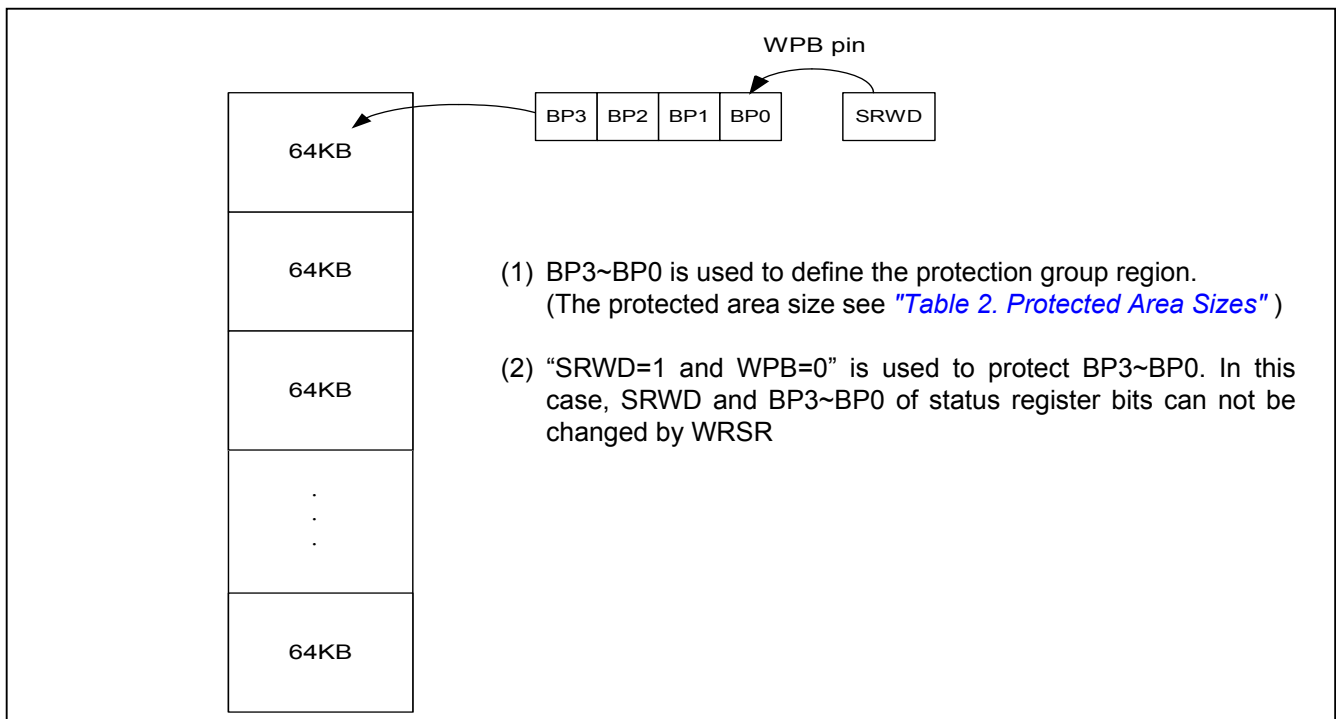 WPB pin
BP3 BP2 BP1 BP0 SRWD
64KB
64KB
(1) BP3~BP0 is used to define the protection group region.
(The protected area size see "Table 2. Protected Area Sizes" )
64KB
(2) “SRWD=1 and WPB=0” is used to protect BP3~BP0. In this
case, SRWD and BP3~BP0 of status register bits can not be
changed by WRSR
.
.
.
64KB